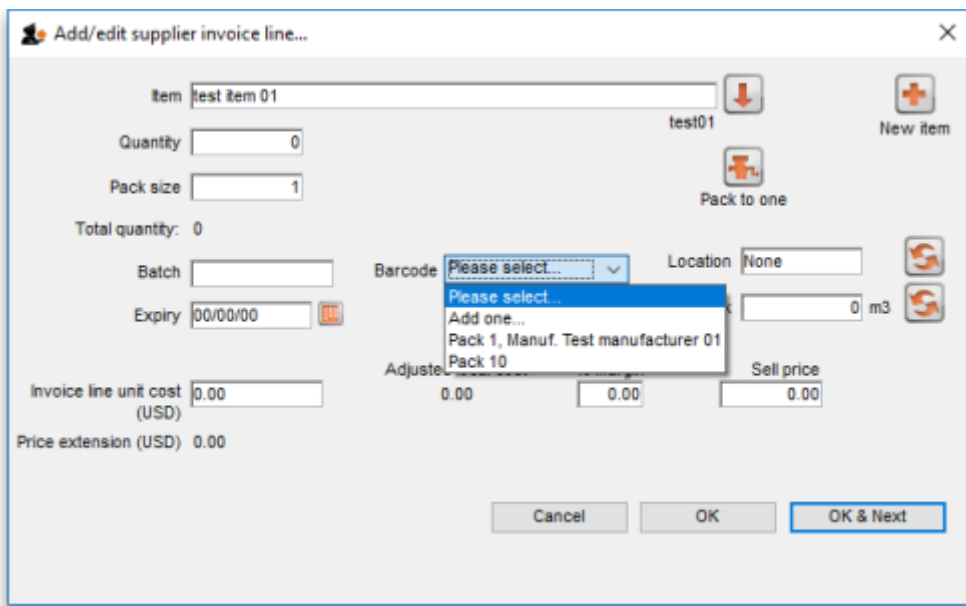 Add/edit supplier invoice line...
Item test item 01
test01
New item
Quantity 0
Pack size 1
Pack to one
Total quantity: 0
Batch
Barcode Please select...
Location None
Expiry 00/00/00
0 m3
Please select...
Add one...
Pack 1, Manuf. Test manufacturer 01
Pack 10
Sell price
Invoice line unit cost (USD) 0.00
0.00
0.00
0.00
Price extension (USD) 0.00
Cancel
OK
OK & Next